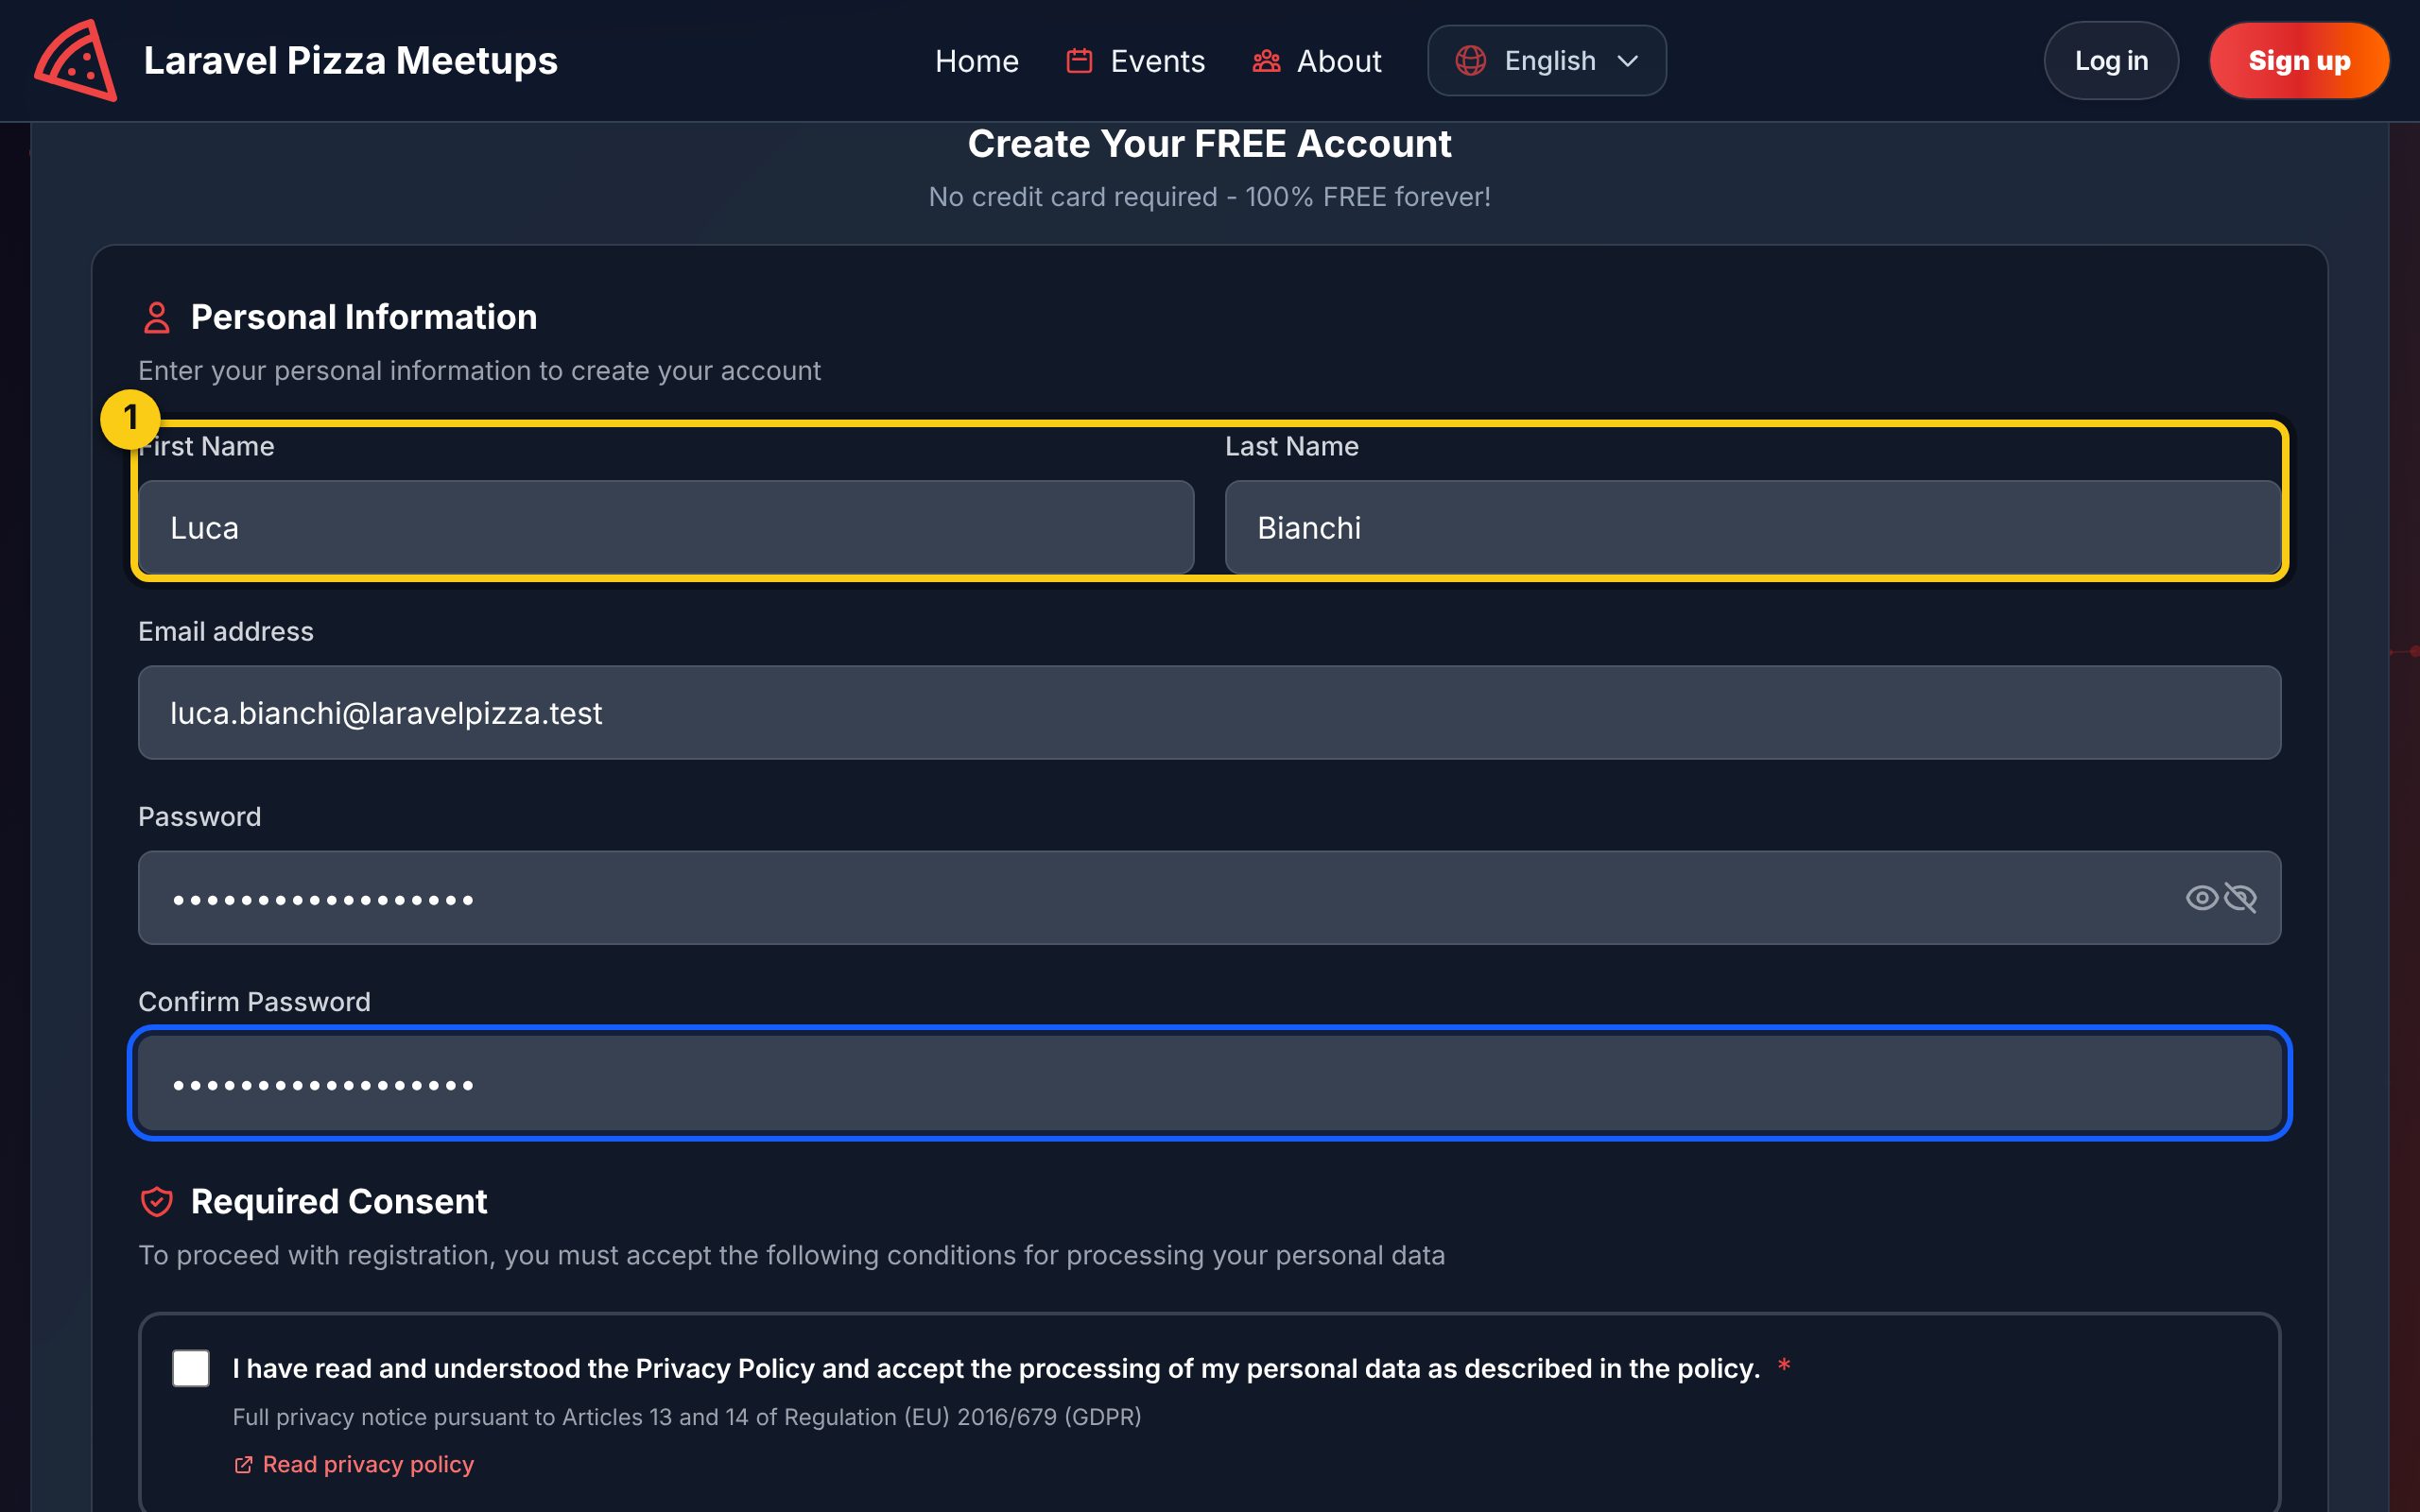 Laravel Pizza Meetups
Home
Events
About
English
Log in
Sign up
Create Your FREE Account
No credit card required - 100% FREE forever!
Personal Information
Enter your personal information to create your account
1
First Name
Last Name
Luca
Bianchi
Email address
luca.bianchi@laravelpizza.test
Password
••••••••••••••••••
Confirm Password
••••••••••••••••••
Required Consent
To proceed with registration, you must accept the following conditions for processing your personal data
I have read and understood the Privacy Policy and accept the processing of my personal data as described in the policy. *
Full privacy notice pursuant to Articles 13 and 14 of Regulation (EU) 2016/679 (GDPR)
Read privacy policy